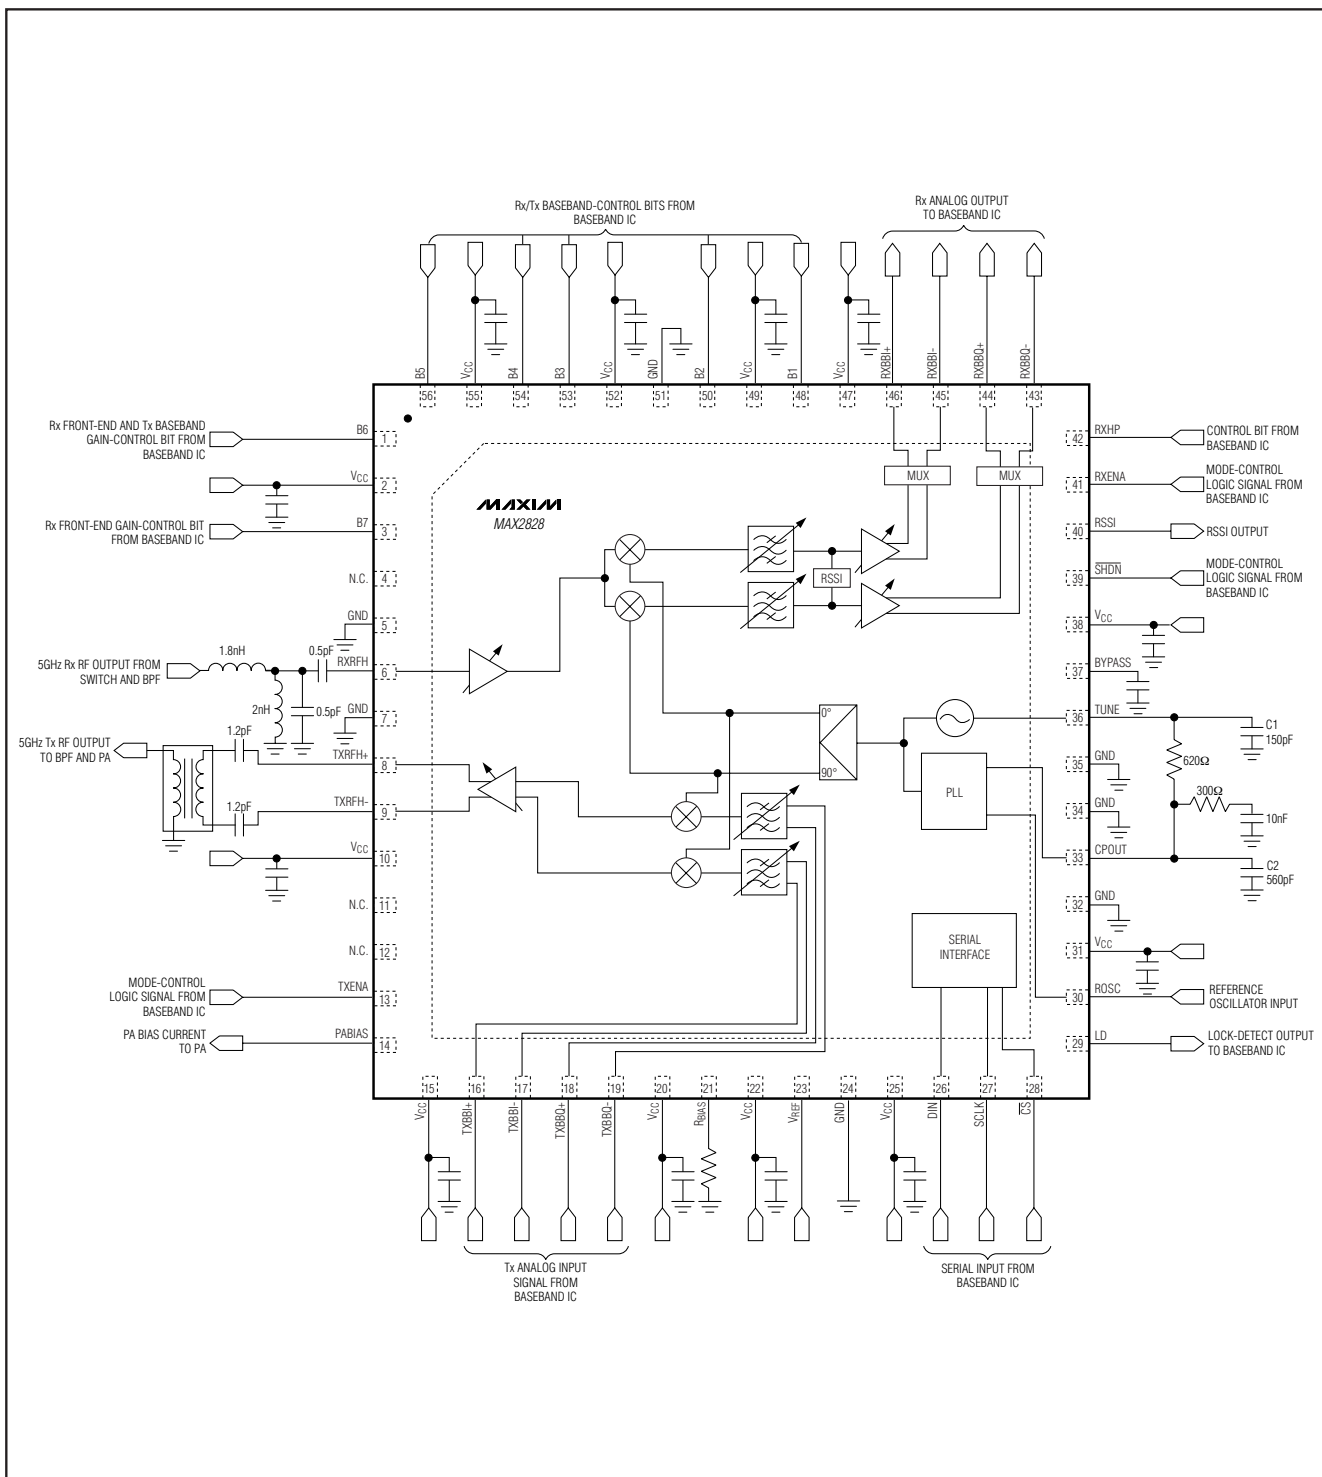 Rx/Tx BASEBAND-CONTROL BITS FROM
BASEBAND IC
Rx ANALOG OUTPUT
TO BASEBAND IC
B5
VCC
B4
B3
VCC
GND
B2
VCC
B1
VCC
RXBBI+
RXBBI-
RXBBQ+
RXBBQ-
56
55
54
53
52
51
50
49
48
47
46
45
44
43
Rx FRONT-END AND Tx BASEBAND
GAIN-CONTROL BIT FROM
BASEBAND IC
B6
1
VCC
2
Rx FRONT-END GAIN-CONTROL BIT
FROM BASEBAND IC
B7
3
N.C.
4
GND
5
5GHz Rx RF OUTPUT FROM
SWITCH AND BPF
1.8nH
0.5pF
RXRFH
6
2nH
0.5pF
GND
7
5GHz Tx RF OUTPUT
TO BPF AND PA
1.2pF
TXRFH+
8
1.2pF
TXRFH-
9
VCC
10
N.C.
11
N.C.
12
MODE-CONTROL
LOGIC SIGNAL FROM
BASEBAND IC
TXENA
13
PA BIAS CURRENT
TO PA
PABIAS
14
MAXIM
MAX2828
MUX
MUX
RSSI
0°
90°
PLL
SERIAL
INTERFACE
42
RXHP
CONTROL BIT FROM
BASEBAND IC
41
RXENA
MODE-CONTROL
LOGIC SIGNAL FROM
BASEBAND IC
40
RSSI
RSSI OUTPUT
39
SHDN
MODE-CONTROL
LOGIC SIGNAL FROM
BASEBAND IC
38
VCC
37
BYPASS
36
TUNE
C1
150pF
620Ω
35
GND
300Ω
10nF
34
GND
33
CPOUT
C2
560pF
32
GND
31
VCC
30
ROSC
REFERENCE
OSCILLATOR INPUT
29
LD
LOCK-DETECT OUTPUT
TO BASEBAND IC
15
16
17
18
19
20
21
22
23
24
25
26
27
28
VCC
TXBBI+
TXBBI-
TXBBQ+
TXBBQ-
VCC
RBIAS
VCC
VREF
GND
VCC
DIN
SCLK
CS
Tx ANALOG INPUT
SIGNAL FROM
BASEBAND IC
SERIAL INPUT FROM
BASEBAND IC